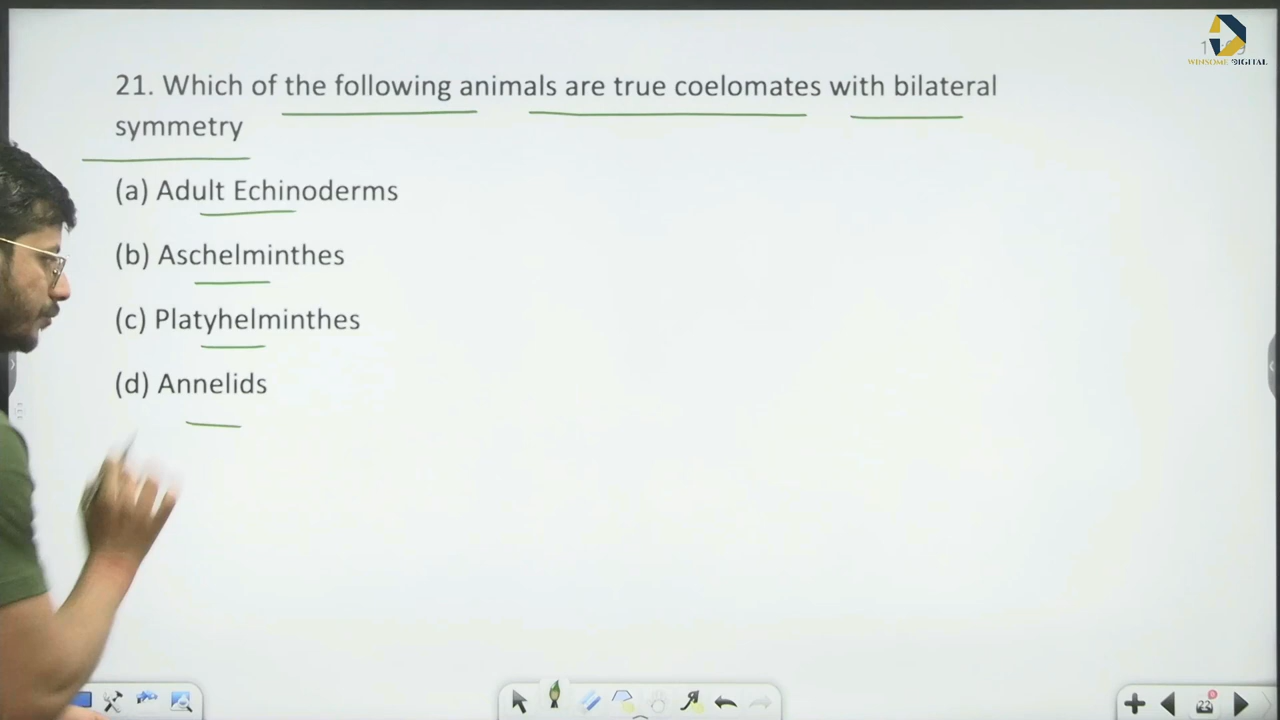 WINSOME DIGITAL
21. Which of the following animals are true coelomates with bilateral
symmetry
(a) Adult Echinoderms
(b) Aschelminthes
(c) Platyhelminthes
(d) Annelids
22